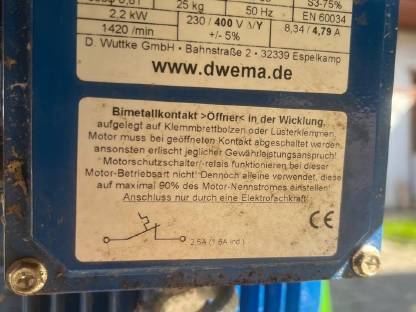 cosφ 0,81 S3-75%
2,2 kW 25 kg 50 Hz EN 60034
1420 /min 230 / 400 V ∨/Y 8,34 / 4,79 A
+/- 5%
D. Wuttke GmbH • Bahnstraße 2 • 32339 Espelkamp
www.dwema.de
Bimetallkontakt >Öffner< in der Wicklung,
aufgelegt auf Klemmbrettbolzen oder Lüsterklemmen.
Motor muss bei geöffneten Kontakt abgeschaltet werden,
ansonsten erlischt jeglicher Gewährleistungsanspruch!
Motorschutzschalter/-relais funktionieren bei dieser
Motor-Betriebsart nicht! Dennoch alleine verwendet, diese
auf maximal 90% des Motor-Nennstromes einstellen!
Anschluss nur durch eine Elektrofachkraft!
CE
2,5A (1,6A ind.)